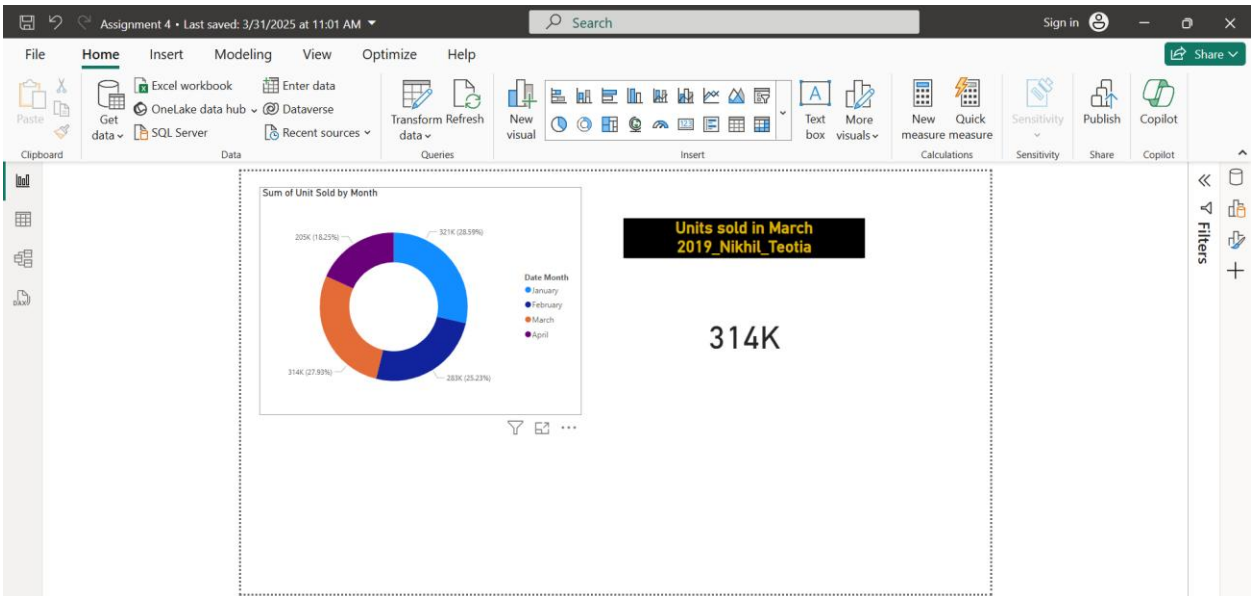 Assignment 4 • Last saved: 3/31/2025 at 11:01 AM
Search
Sign in
File Home Insert Modeling View Optimize Help
Share
Paste
Get data
Excel workbook
OneLake data hub
SQL Server
Enter data
Dataverse
Recent sources
Transform data
Refresh
New visual
Text box
More visuals
New measure
Quick measure
Sensitivity
Publish
Copilot
Clipboard
Data
Queries
Insert
Calculations
Sensitivity
Share
Copilot
Sum of Unit Sold by Month
205K (18.25%)
321K (28.59%)
314K (27.93%)
283K (25.23%)
Date Month
January
February
March
April
Units sold in March
2019_Nikhil_Teotia
314K
Filters